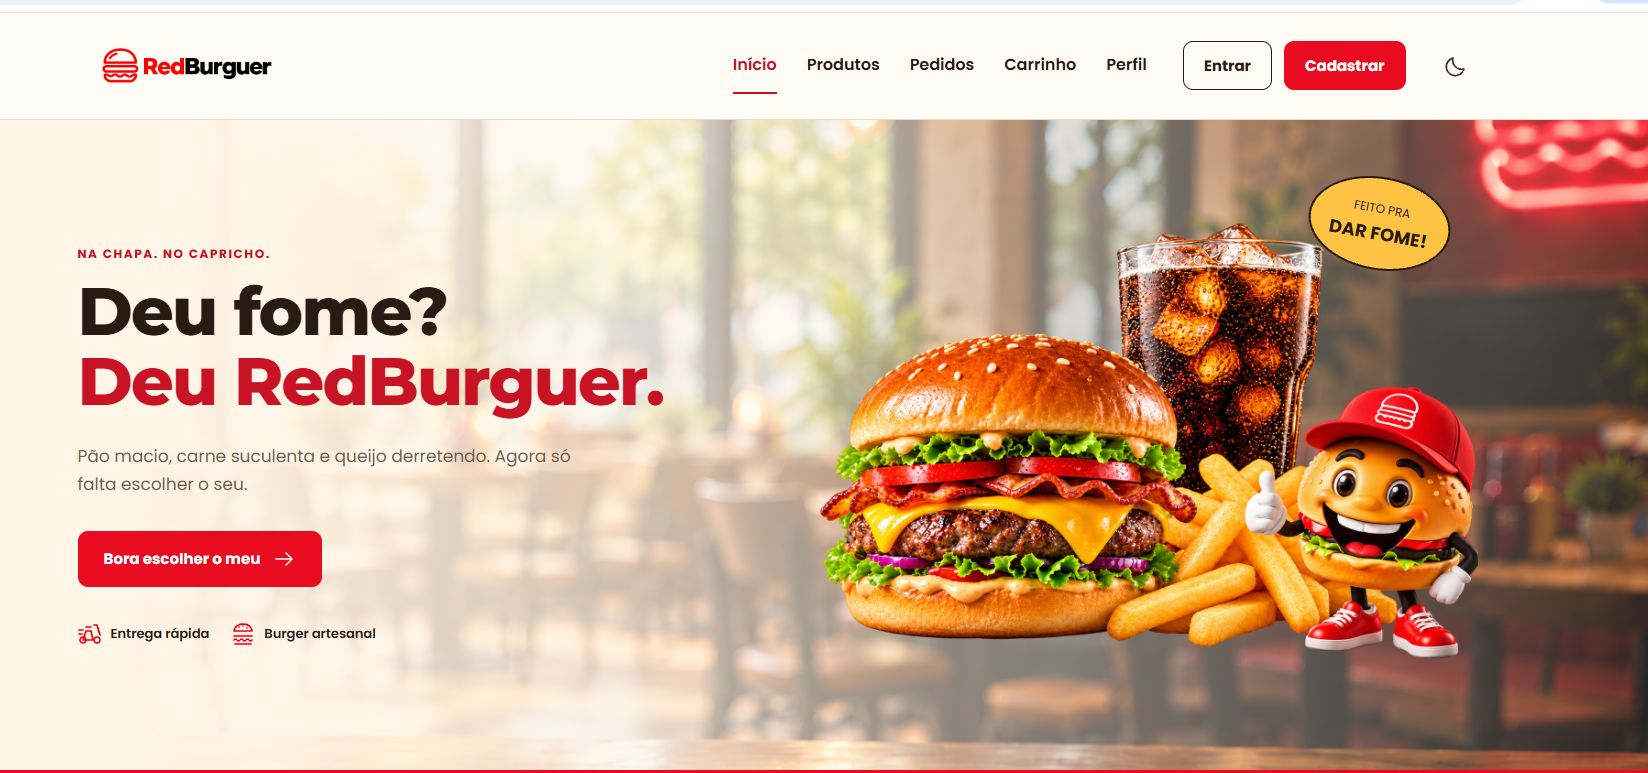 RedBurguer
Início
Produtos
Pedidos
Carrinho
Perfil
Entrar
Cadastrar
FEITO PRA
DAR FOME!
NA CHAPA. NO CAPRICHO.
Deu fome?
Deu RedBurguer.
Pão macio, carne suculenta e queijo derretendo. Agora só
falta escolher o seu.
Bora escolher o meu
Entrega rápida
Burger artesanal